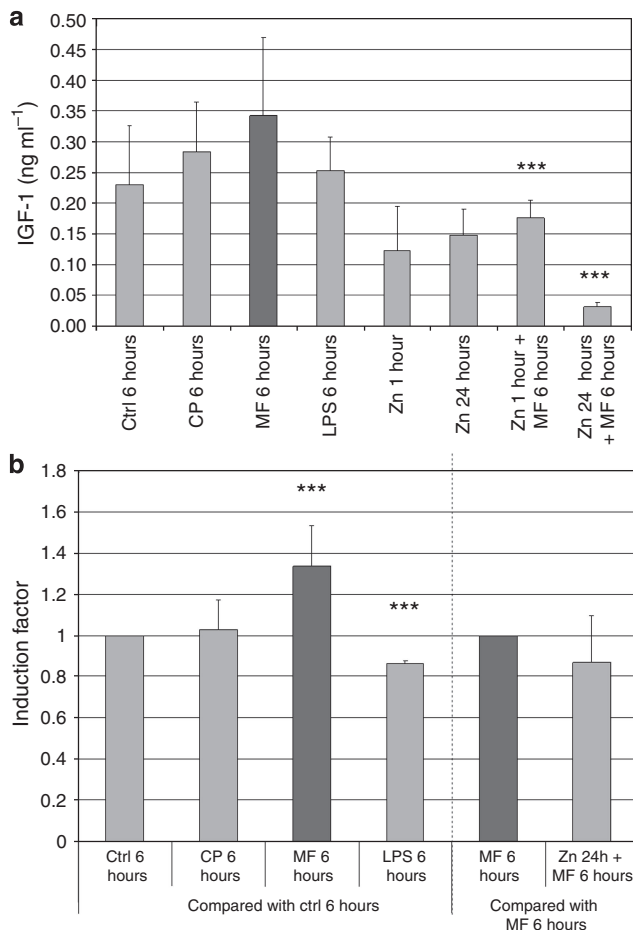 a
0.50
0.45
0.40
0.35
0.30
0.25
0.20
0.15
0.10
0.05
0.00
IGF-1 (ng ml⁻¹)
***
***
Ctrl 6 hours
CP 6 hours
MF 6 hours
LPS 6 hours
Zn 1 hour
Zn 24 hours
Zn 1 hour +
MF 6 hours
Zn 24 hours
+ MF 6 hours
b
1.8
1.6
1.4
1.2
1
0.8
0.6
0.4
0.2
0
Induction factor
***
***
Ctrl 6
hours
CP 6
hours
MF 6
hours
LPS 6
hours
MF 6
hours
Zn 24h +
MF 6 hours
Compared with ctrl 6 hours
Compared with
MF 6 hours